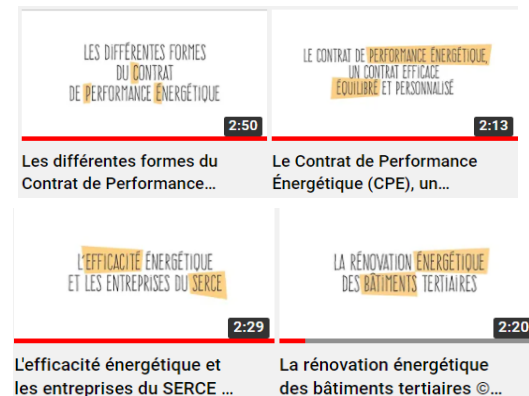 LES DIFFÉRENTES FORMES
DU CONTRAT
DE PERFORMANCE ÉNERGÉTIQUE
2:50
Les différentes formes du
Contrat de Performance...
LE CONTRAT DE PERFORMANCE ÉNERGÉTIQUE,
UN CONTRAT EFFICACE
ÉQUILIBRÉ ET PERSONNALISÉ
2:13
Le Contrat de Performance
Énergétique (CPE), un...
L'EFFICACITÉ ÉNERGÉTIQUE
ET LES ENTREPRISES DU SERCE
2:29
L'efficacité énergétique et
les entreprises du SERCE ...
LA RÉNOVATION ÉNERGÉTIQUE
DES BÂTIMENTS TERTIAIRES
2:20
La rénovation énergétique
des bâtiments tertiaires ©...